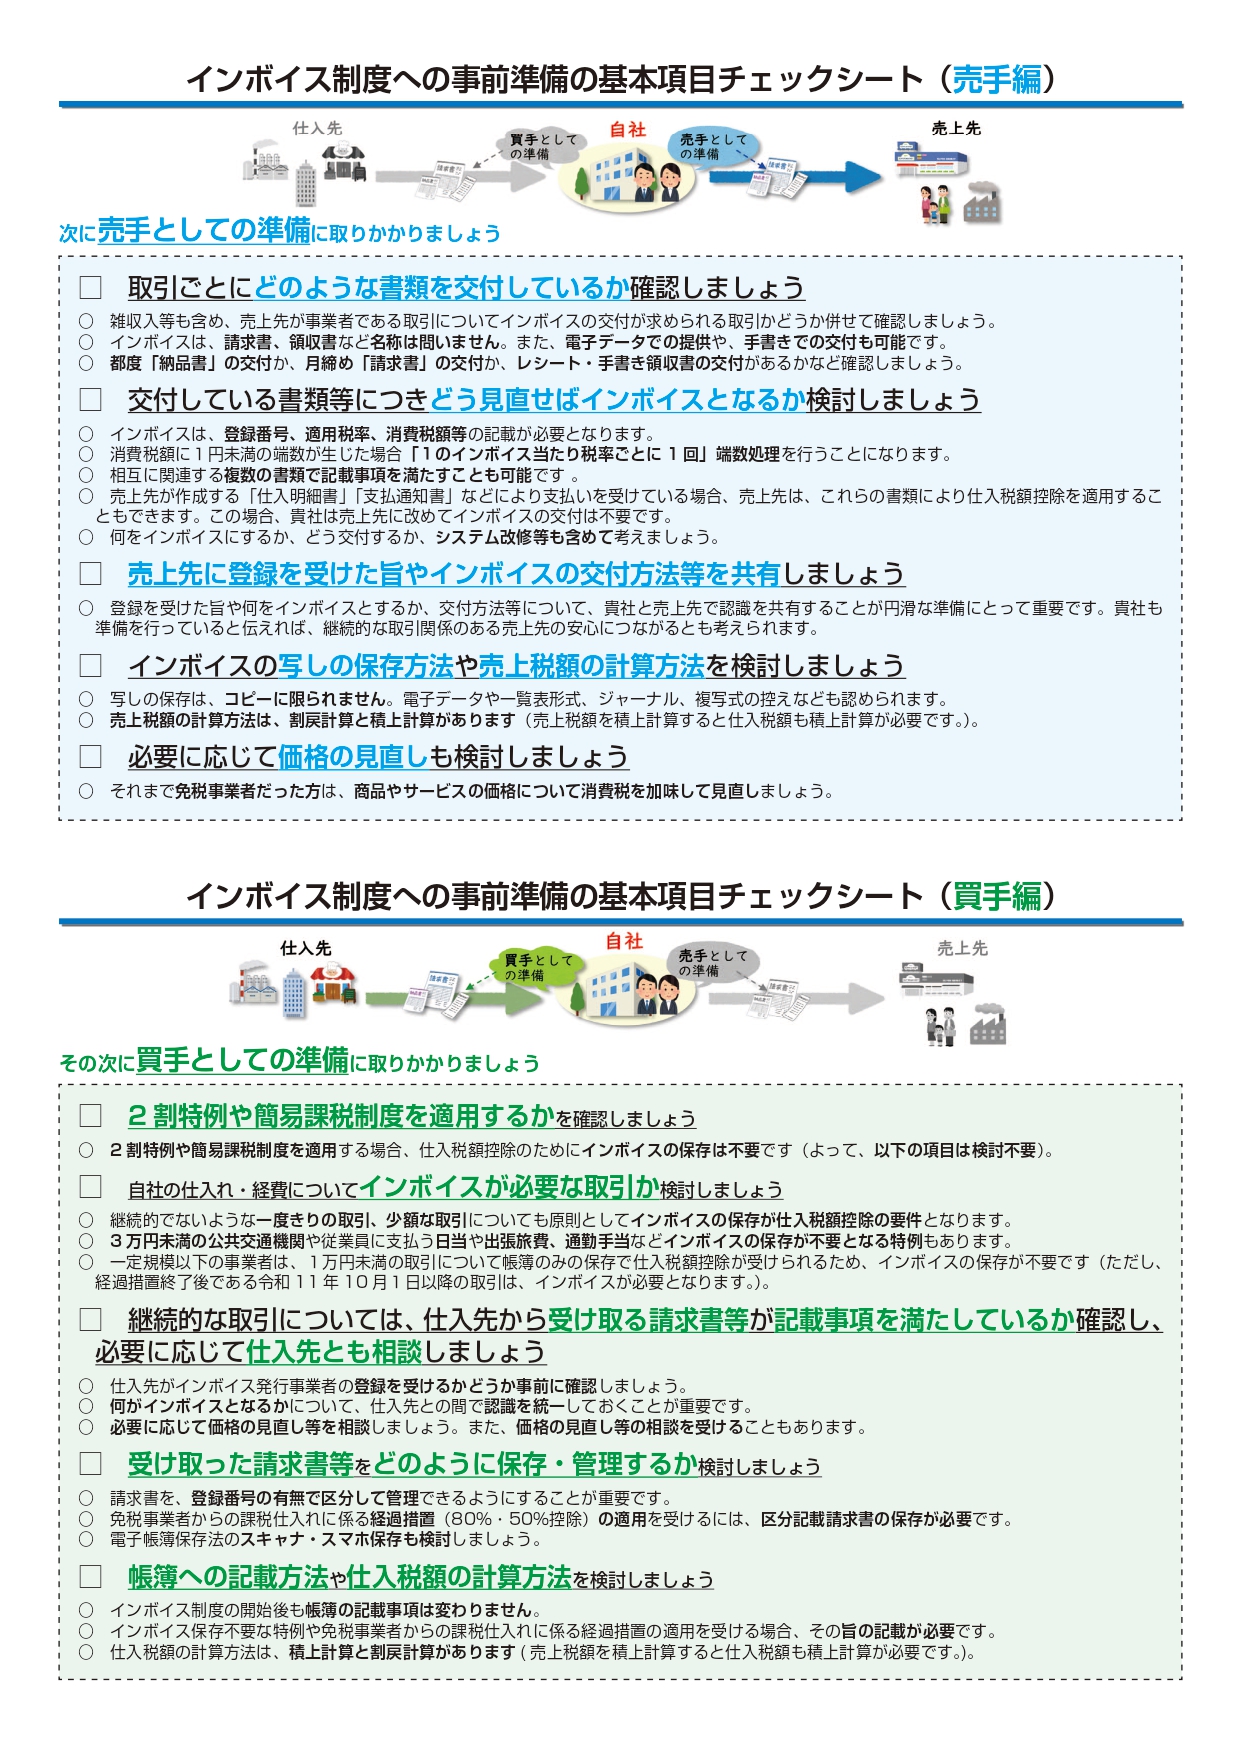 インボイス制度への事前準備の基本項目チェックシート（売手編）
仕入先
買手として
の準備
自社
売手として
の準備
売上先
請求書
納品書
請求書
納品書
次に売手としての準備に取りかかりましょう
□ 取引ごとにどのような書類を交付しているか確認しましょう
○ 雑収入等も含め、売上先が事業者である取引についてインボイスの交付が求められる取引かどうか併せて確認しましょう。
○ インボイスは、請求書、領収書など名称は問いません。また、電子データでの提供や、手書きでの交付も可能です。
○ 都度「納品書」の交付か、月締め「請求書」の交付か、レシート・手書き領収書の交付があるかなど確認しましょう。
□ 交付している書類等につきどう見直せばインボイスとなるか検討しましょう
○ インボイスは、登録番号、適用税率、消費税額等の記載が必要となります。
○ 消費税額に１円未満の端数が生じた場合「１のインボイス当たり税率ごとに 1 回」端数処理を行うことになります。
○ 相互に関連する複数の書類で記載事項を満たすことも可能です 。
○ 売上先が作成する「仕入明細書」「支払通知書」などにより支払いを受けている場合、売上先は、これらの書類により仕入税額控除を適用するこ
ともできます。この場合、貴社は売上先に改めてインボイスの交付は不要です。
○ 何をインボイスにするか、どう交付するか、システム改修等も含めて考えましょう。
□ 売上先に登録を受けた旨やインボイスの交付方法等を共有しましょう
○ 登録を受けた旨や何をインボイスとするか、交付方法等について、貴社と売上先で認識を共有することが円滑な準備にとって重要です。貴社も
準備を行っていると伝えれば、継続的な取引関係のある売上先の安心につながるとも考えられます。
□ インボイスの写しの保存方法や売上税額の計算方法を検討しましょう
○ 写しの保存は、コピーに限られません。電子データや一覧表形式、ジャーナル、複写式の控えなども認められます。
○ 売上税額の計算方法は、割戻計算と積上計算があります（売上税額を積上計算すると仕入税額も積上計算が必要です。）。
□ 必要に応じて価格の見直しも検討しましょう
○ それまで免税事業者だった方は、商品やサービスの価格について消費税を加味して見直しましょう。
インボイス制度への事前準備の基本項目チェックシート（買手編）
仕入先
買手として
の準備
自社
売手として
の準備
売上先
請求書
納品書
請求書
納品書
その次に買手としての準備に取りかかりましょう
□ 2 割特例や簡易課税制度を適用するかを確認しましょう
○ 2 割特例や簡易課税制度を適用する場合、仕入税額控除のためにインボイスの保存は不要です（よって、以下の項目は検討不要）。
□ 自社の仕入れ・経費についてインボイスが必要な取引か検討しましょう
○ 継続的でないような一度きりの取引、少額な取引についても原則としてインボイスの保存が仕入税額控除の要件となります。
○ 3 万円未満の公共交通機関や従業員に支払う日当や出張旅費、通勤手当などインボイスの保存が不要となる特例もあります。
○ 一定規模以下の事業者は、１万円未満の取引について帳簿のみの保存で仕入税額控除が受けられるため、インボイスの保存が不要です（ただし、
経過措置終了後である令和 11 年 10 月１日以降の取引は、インボイスが必要となります。）。
□ 継続的な取引については、仕入先から受け取る請求書等が記載事項を満たしているか確認し、
必要に応じて仕入先とも相談しましょう
○ 仕入先がインボイス発行事業者の登録を受けるかどうか事前に確認しましょう。
○ 何がインボイスとなるかについて、仕入先との間で認識を統一しておくことが重要です。
○ 必要に応じて価格の見直し等を相談しましょう。また、価格の見直し等の相談を受けることもあります。
□ 受け取った請求書等をどのように保存・管理するか検討しましょう
○ 請求書を、登録番号の有無で区分して管理できるようにすることが重要です。
○ 免税事業者からの課税仕入れに係る経過措置（80%・50%控除）の適用を受けるには、区分記載請求書の保存が必要です。
○ 電子帳簿保存法のスキャナ・スマホ保存も検討しましょう。
□ 帳簿への記載方法や仕入税額の計算方法を検討しましょう
○ インボイス制度の開始後も帳簿の記載事項は変わりません。
○ インボイス保存不要な特例や免税事業者からの課税仕入れに係る経過措置の適用を受ける場合、その旨の記載が必要です。
○ 仕入税額の計算方法は、積上計算と割戻計算があります ( 売上税額を積上計算すると仕入税額も積上計算が必要です。)。